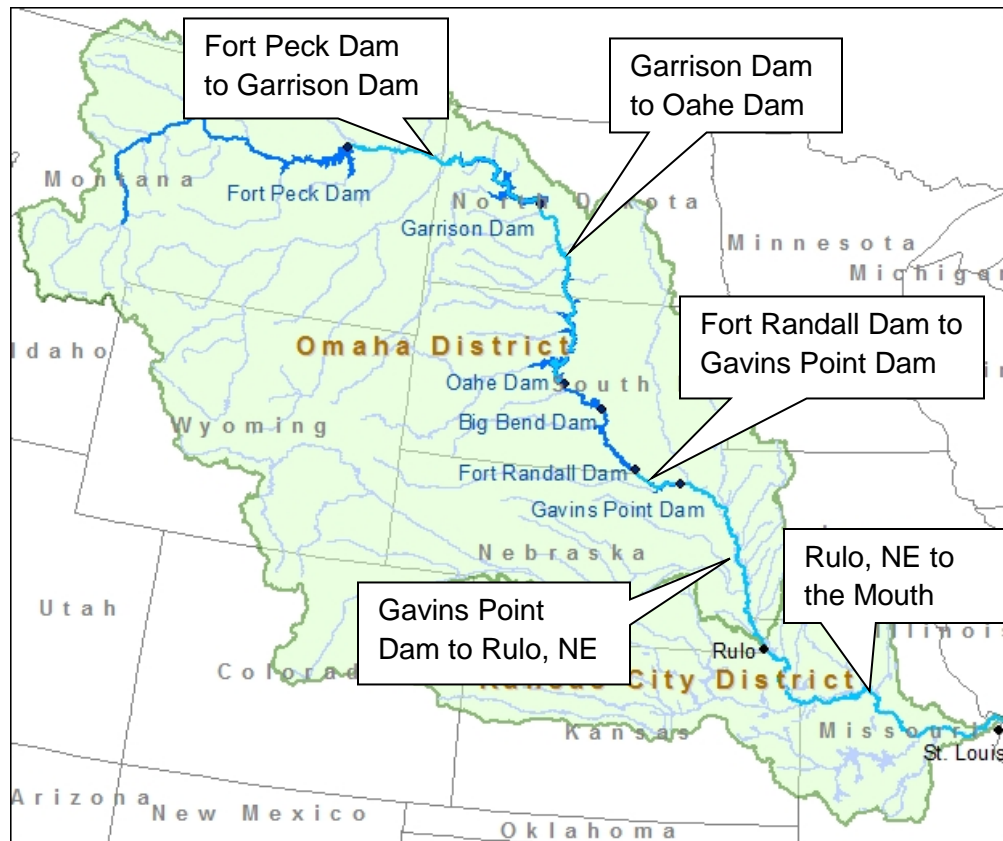 Fort Peck Dam
to Garrison Dam
Garrison Dam
to Oahe Dam
Montana
Fort Peck Dam
North Dakota
Garrison Dam
Minnesota
Michigan
Fort Randall Dam to
Gavins Point Dam
Idaho
Omaha District
Oahe Dam
South
Big Bend Dam
Wyoming
Fort Randall Dam
Gavins Point Dam
Nebraska
Rulo, NE to
the Mouth
Utah
Gavins Point
Dam to Rulo, NE
Illinois
Rulo
Colorad
Kansas City District
Kansas
Missouri
St. Louis
Arizona
New Mexico
Oklahoma